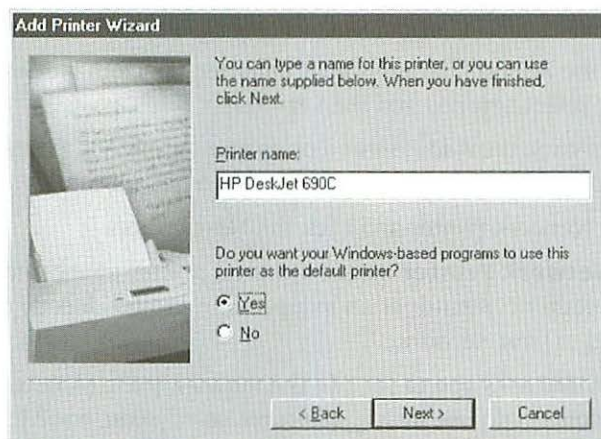 Add Printer Wizard
You can type a name for this printer, or you can use
the name supplied below. When you have finished,
click Next.
Printer name:
HP DeskJet 690C
Do you want your Windows-based programs to use this
printer as the default printer?
Yes
No
< Back
Next >
Cancel